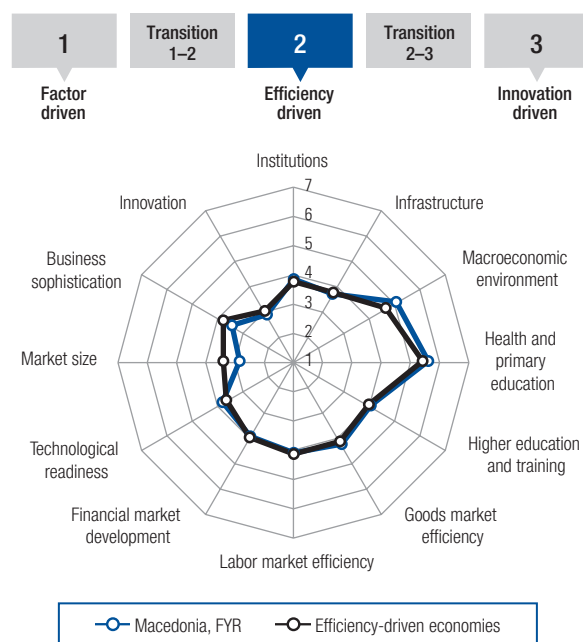 1
Transition
1–2
2
Transition
2–3
3
Factor
driven
Efficiency
driven
Innovation
driven
Institutions
7
6
5
4
3
2
1
Infrastructure
Macroeconomic
environment
Health and
primary
education
Higher education
and training
Goods market
efficiency
Labor market efficiency
Financial market
development
Technological
readiness
Market size
Business
sophistication
Innovation
Macedonia, FYR
Efficiency-driven economies